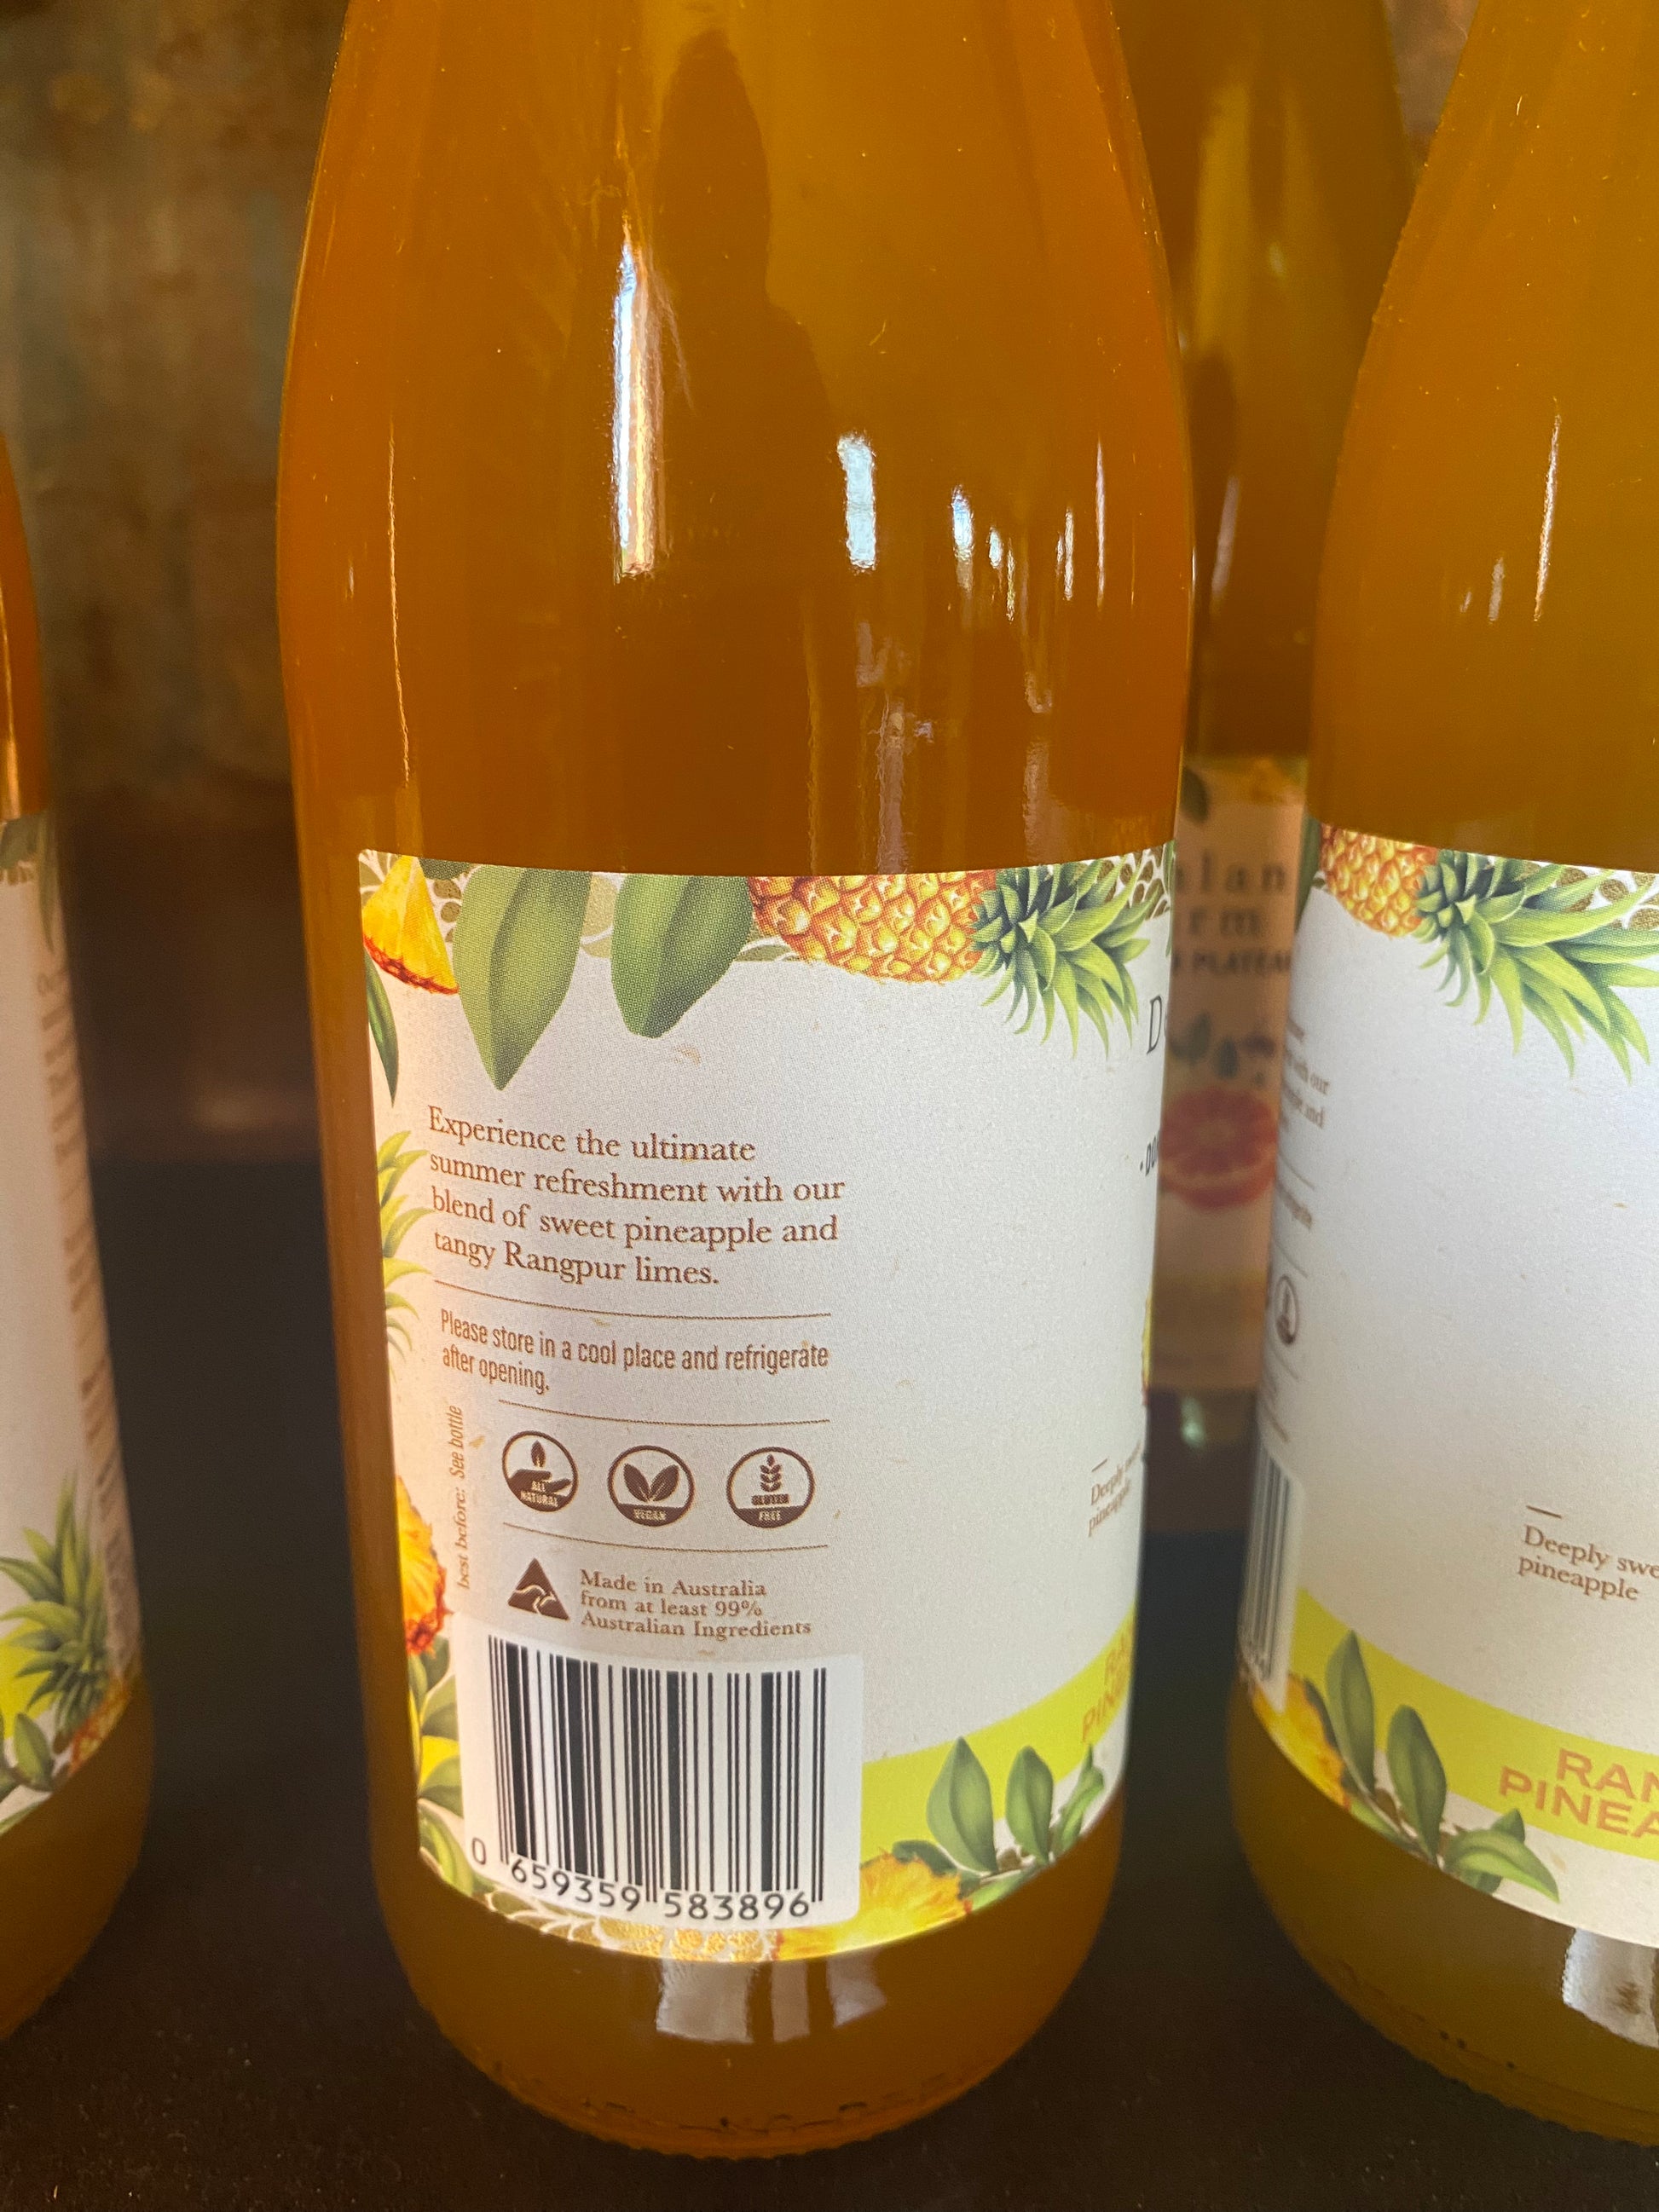 Experience the ultimate
summer refreshment with our
blend of sweet pineapple and
tangy Rangpur limes.
Please store in a cool place and refrigerate
after opening.
best before: See bottle
ALL
NATURAL
VEGAN
GLUTEN
FREE
Made in Australia
from at least 99%
Australian Ingredients
0 659359 583896
Deeply
pineapple
Deeply swe
pineapple
RAN
PINEA